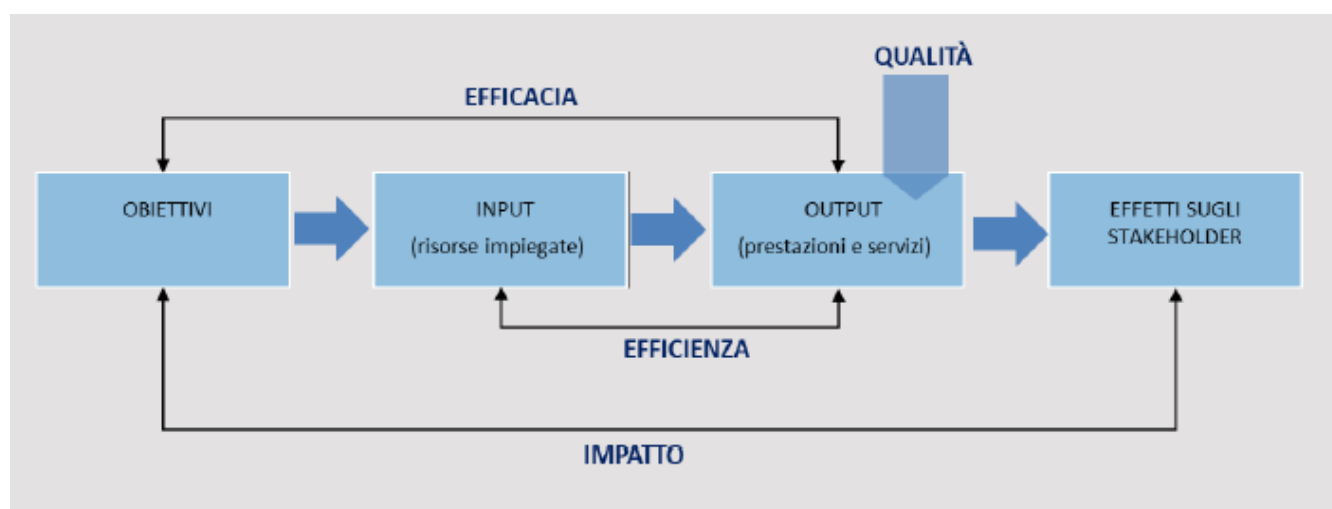 QUALITÀ
EFFICACIA
OBIETTIVI
INPUT
(risorse impiegate)
OUTPUT
(prestazioni e servizi)
EFFETTI SUGLI
STAKEHOLDER
EFFICIENZA
IMPATTO